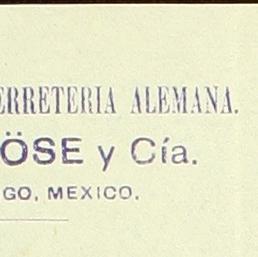 ERRETERIA ALEMANA.
ÖSE y Cía.
GO, MEXICO.